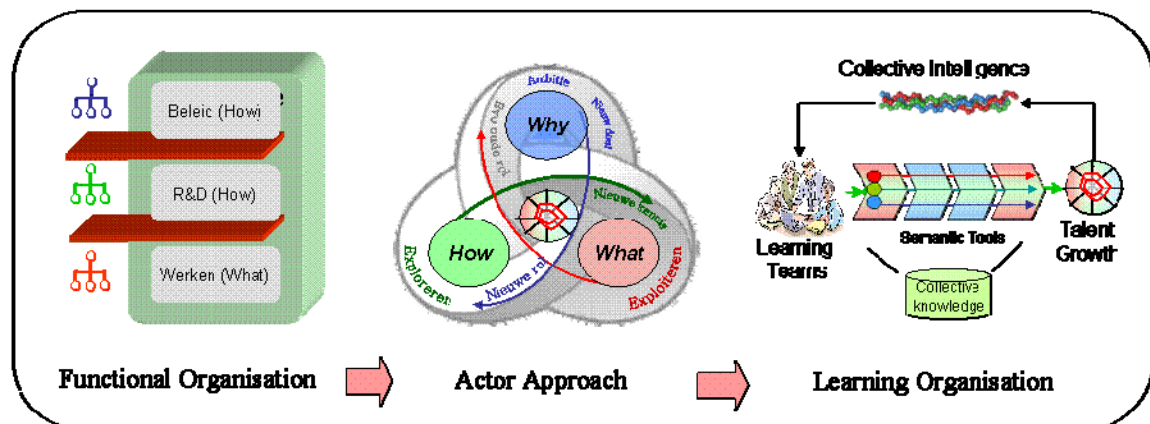 Beleic (How)
R&D (How)
Werken (What)
Functional Organisation
Ambitie
Nieuw doel
Why
How
What
Nieuwe kennis
Nieuwe rol
Exploreren
Exploiteren
Actor Approach
Collective Intelligence
Learning
Teams
Semantic Tools
Talent
Growth
Collective
knowledge
Learning Organisation